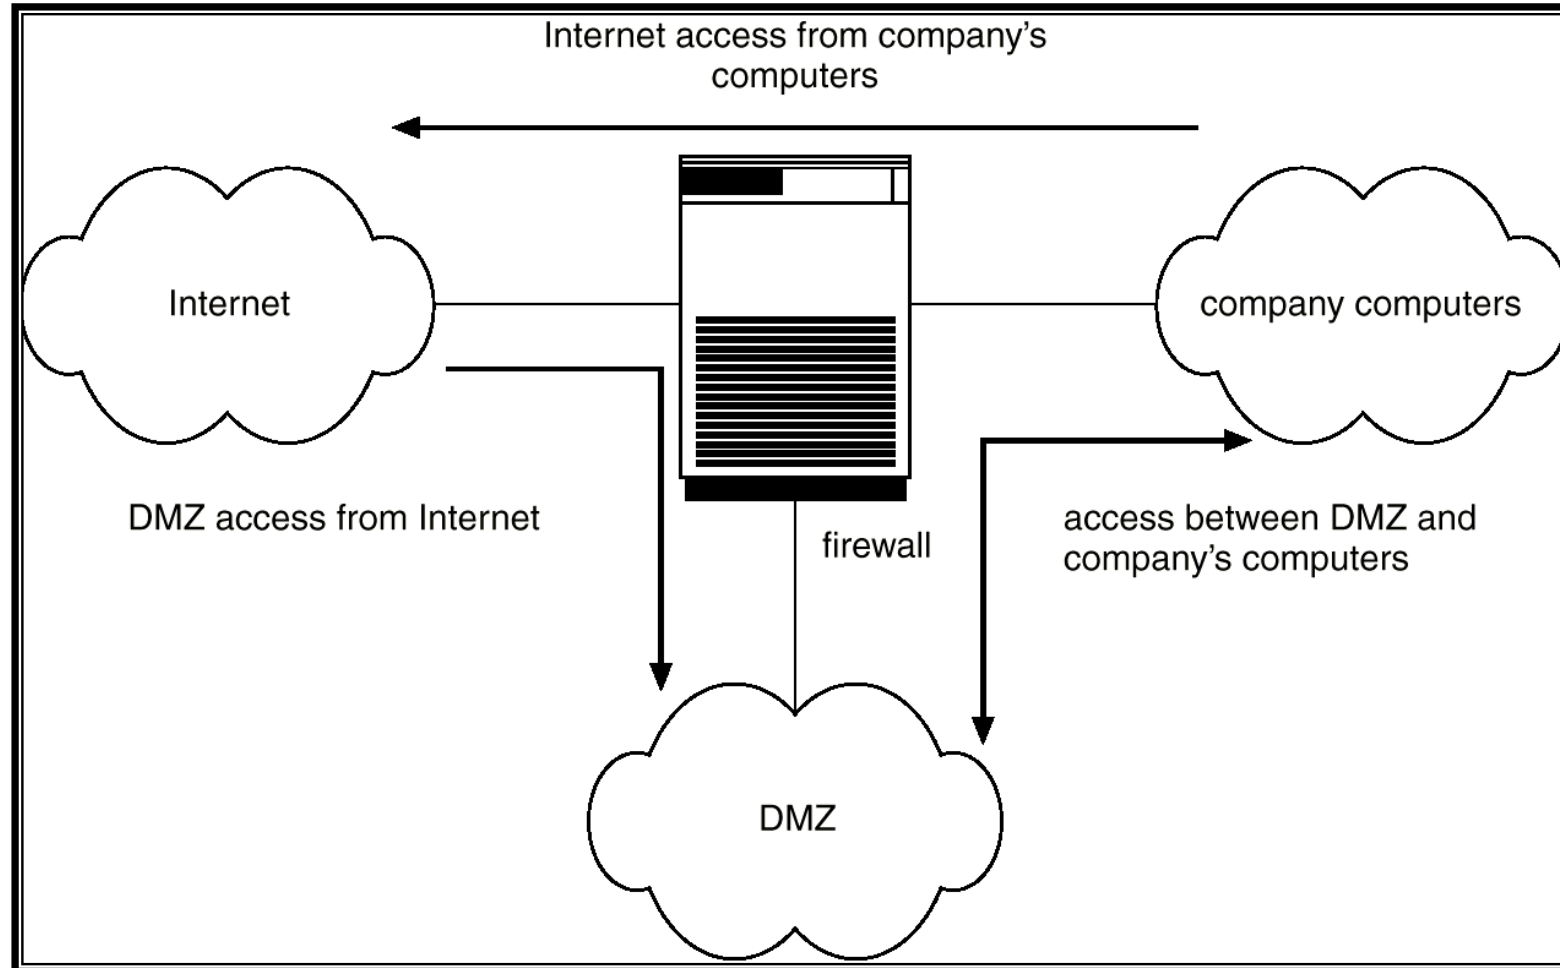 Internet access from company’s
computers
Internet
company computers
DMZ access from Internet
firewall
access between DMZ and
company’s computers
DMZ